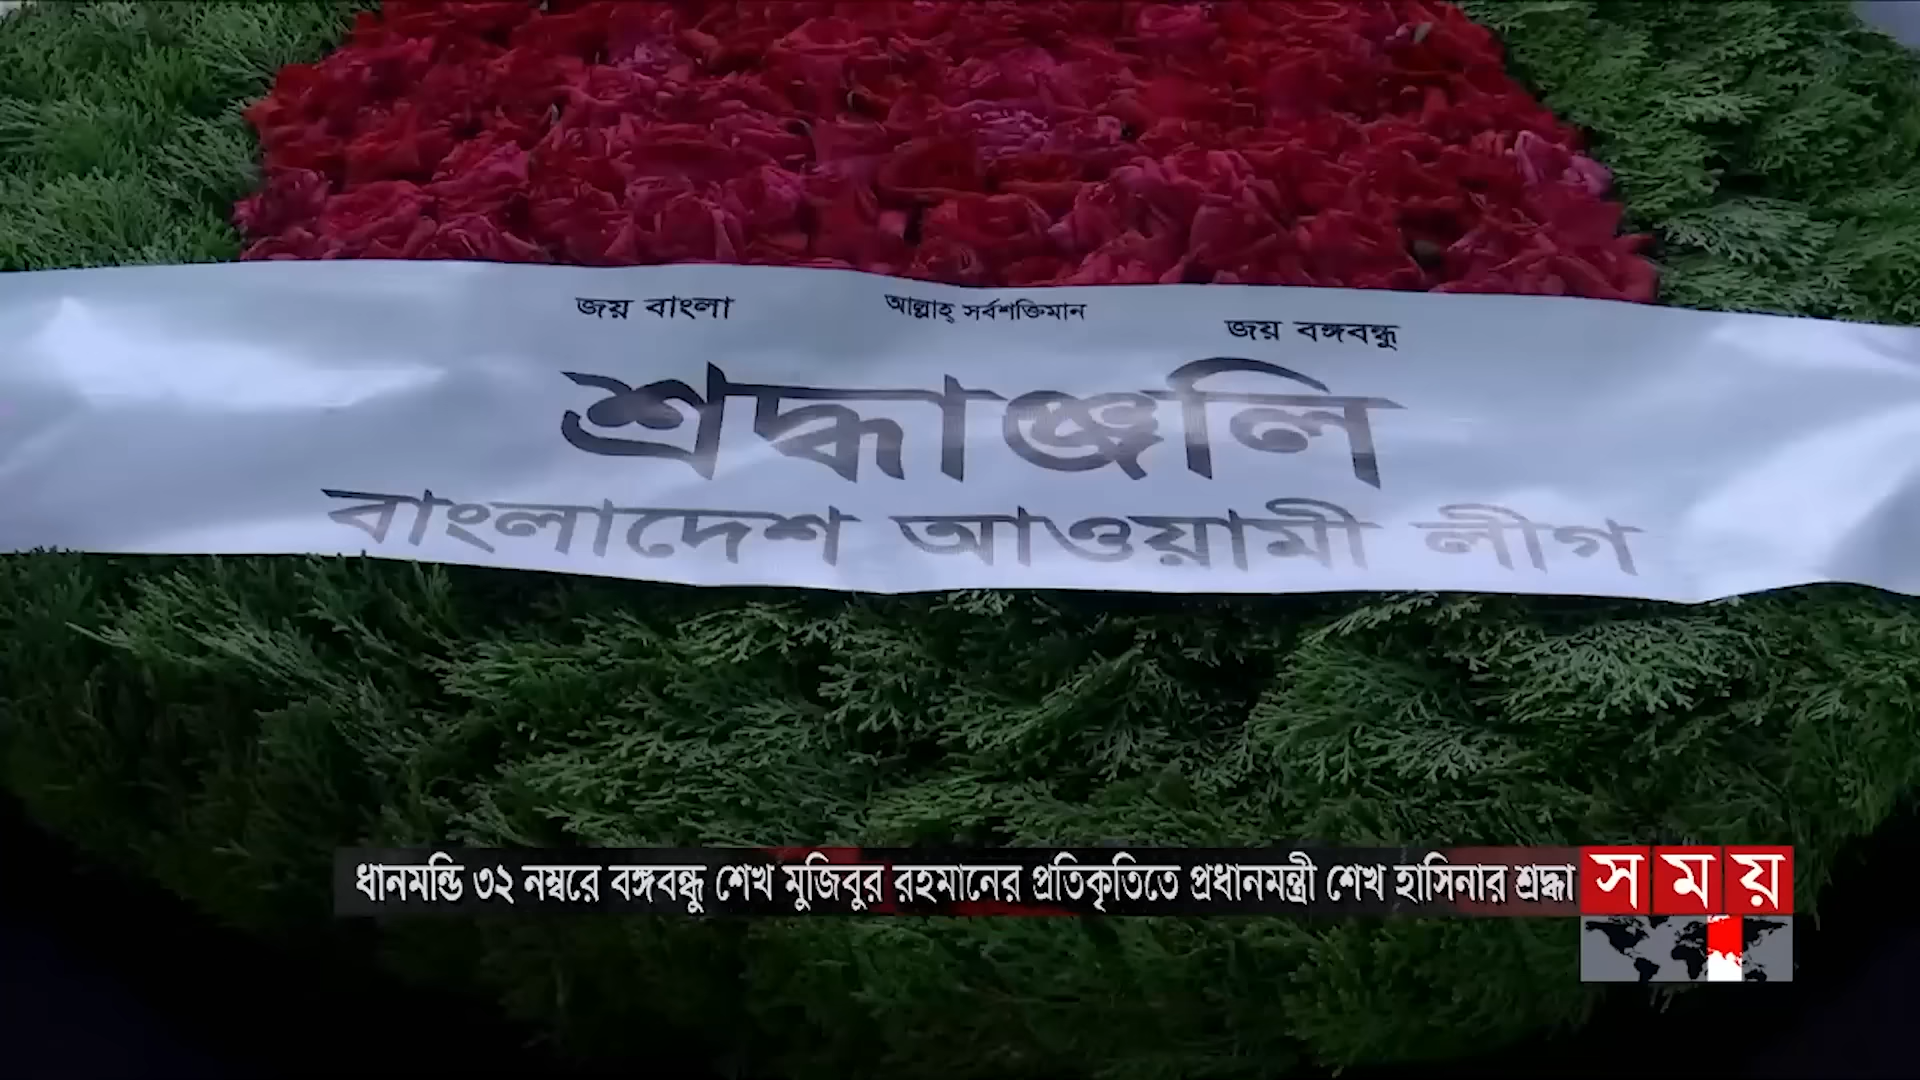 জয় বাংলা
আল্লাহ্ সর্বশক্তিমান
জয় বঙ্গবন্ধু
শ্রদ্ধাঞ্জলি
বাংলাদেশ আওয়ামী লীগ
ধানমন্ডি ৩২ নম্বরে বঙ্গবন্ধু শেখ মুজিবুর রহমানের প্রতিকৃতিতে প্রধানমন্ত্রী শেখ হাসিনার শ্রদ্ধা
সময়